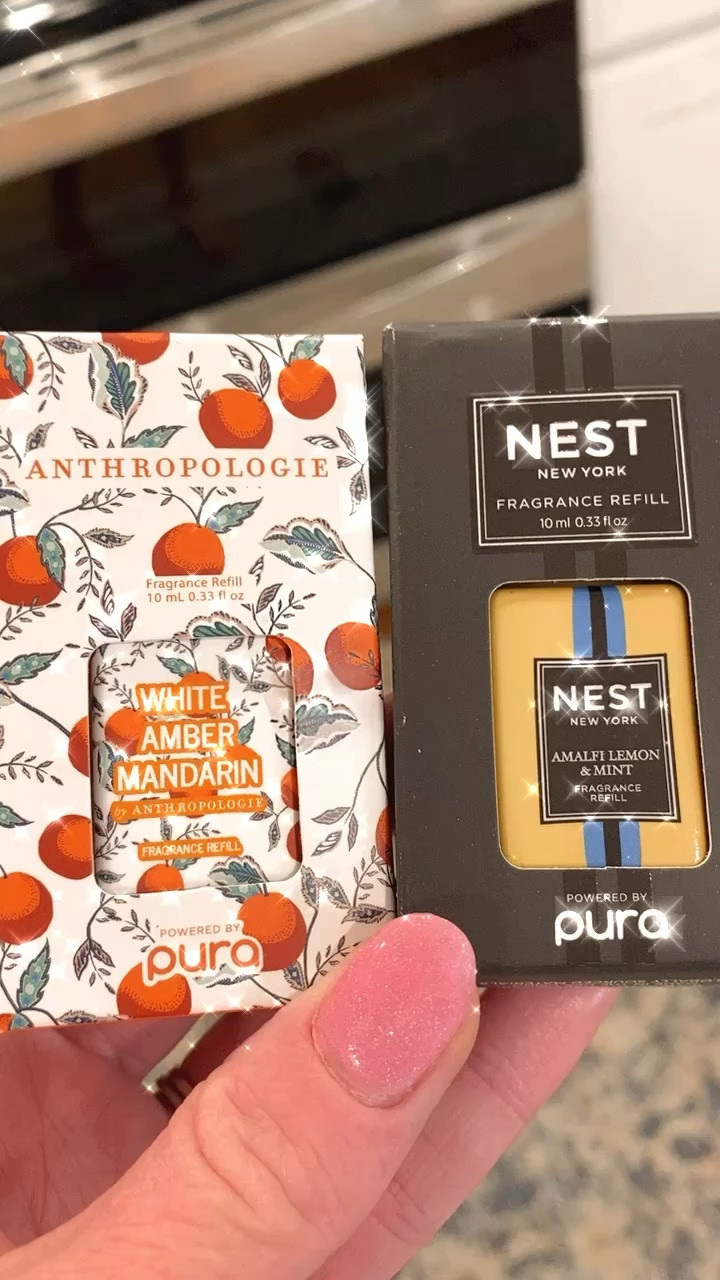 ANTHROPOLOGIE
Fragrance Refill
10 mL 0.33 fl oz
WHITE
AMBER
MANDARIN
by ANTHROPOLOGIE
FRAGRANCE REFILL
POWERED BY
pura
NEST
NEW YORK
FRAGRANCE REFILL
10 ml 0.33 fl oz
NEST
NEW YORK
AMALFI LEMON
& MINT
FRAGRANCE
REFILL
POWERED BY
pura